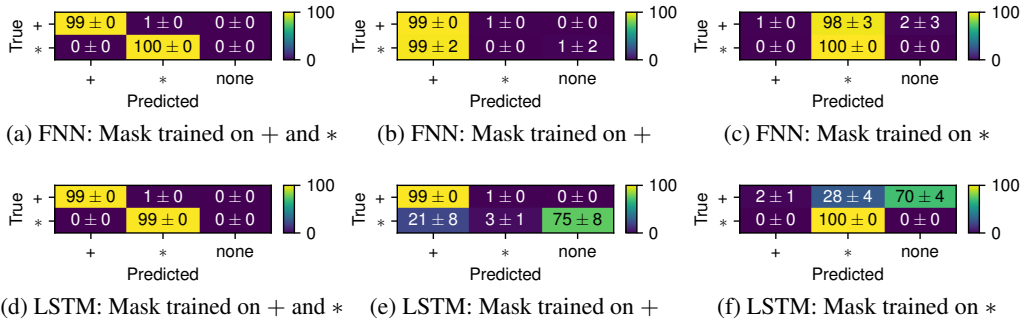 True
+
99 ± 0 1 ± 0 0 ± 0
*
0 ± 0 100 ± 0 0 ± 0
+ * none
Predicted
100
0
(a) FNN: Mask trained on + and *
True
+
99 ± 0 0 ± 0 0 ± 0
*
99 ± 2 0 ± 0 1 ± 2
+ * none
Predicted
100
0
(b) FNN: Mask trained on +
True
+
1 ± 0 98 ± 3 2 ± 3
*
0 ± 0 100 ± 0 0 ± 0
+ * none
Predicted
100
0
(c) FNN: Mask trained on *
True
+
99 ± 0 1 ± 0 0 ± 0
*
0 ± 0 99 ± 0 0 ± 0
+ * none
Predicted
100
0
(d) LSTM: Mask trained on + and *
True
+
99 ± 0 1 ± 0 0 ± 0
*
21 ± 8 3 ± 1 75 ± 8
+ * none
Predicted
100
0
(e) LSTM: Mask trained on +
True
+
2 ± 1 28 ± 4 70 ± 4
*
0 ± 0 100 ± 0 0 ± 0
+ * none
Predicted
100
0
(f) LSTM: Mask trained on *